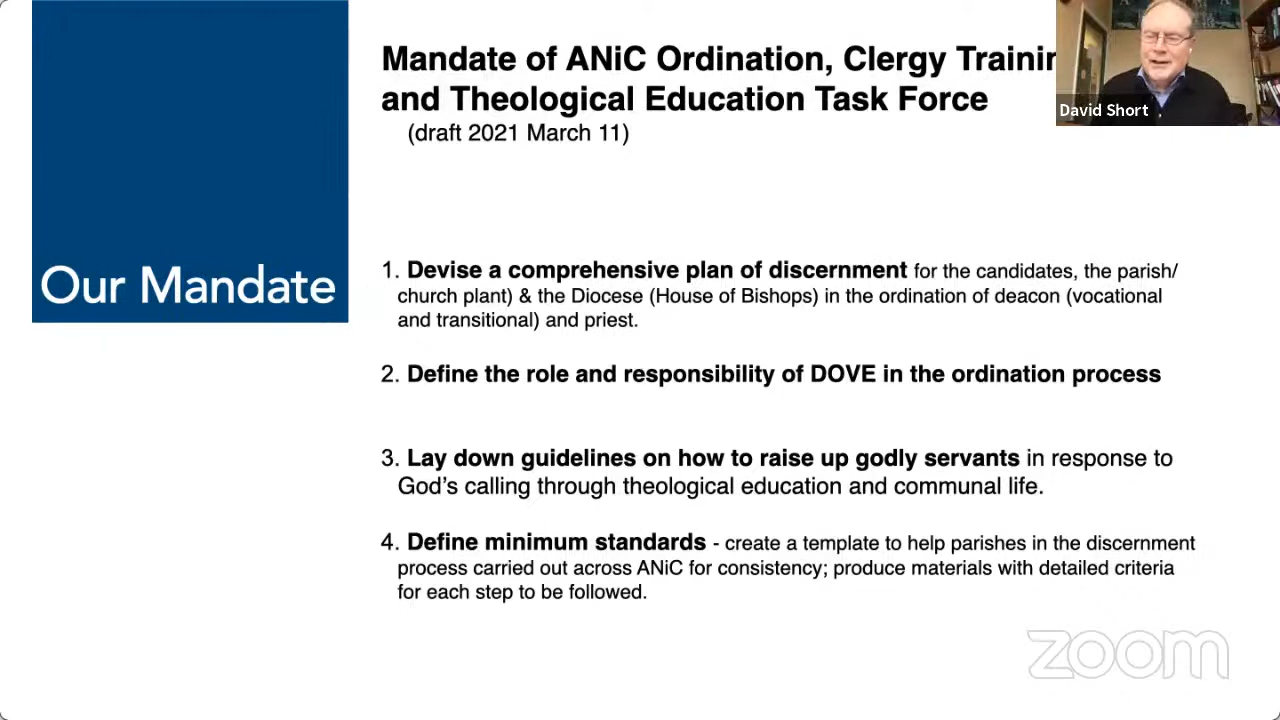 Mandate of ANiC Ordination, Clergy
and Theological Education Task Force
(draft 2021 March 11)
David Short
Our Mandate
1. Devise a comprehensive plan of discernment for the candidates, the parish/
church plant) & the Diocese (House of Bishops) in the ordination of deacon (vocational
and transitional) and priest.
2. Define the role and responsibility of DOVE in the ordination process
3. Lay down guidelines on how to raise up godly servants in response to
God’s calling through theological education and communal life.
4. Define minimum standards - create a template to help parishes in the discernment
process carried out across ANiC for consistency; produce materials with detailed criteria
for each step to be followed.
zoom